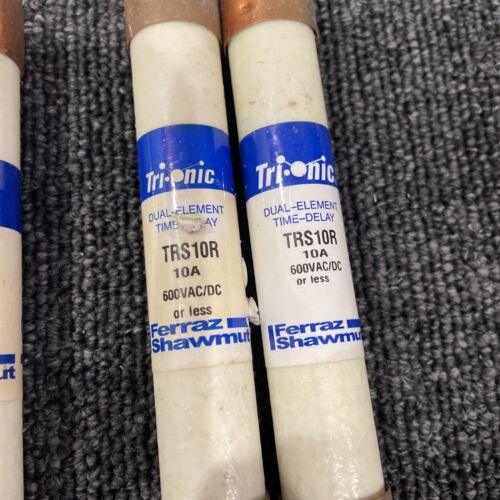 ut
Tri-onic
DUAL-ELEMENT
TIME-DELAY
TRS10R
10A
600VAC/DC
or less
Ferraz
Shawmut
Tri-onic
DUAL-ELEMENT
TIME-DELAY
TRS10R
10A
600VAC/DC
or less
Ferraz
Shawmut